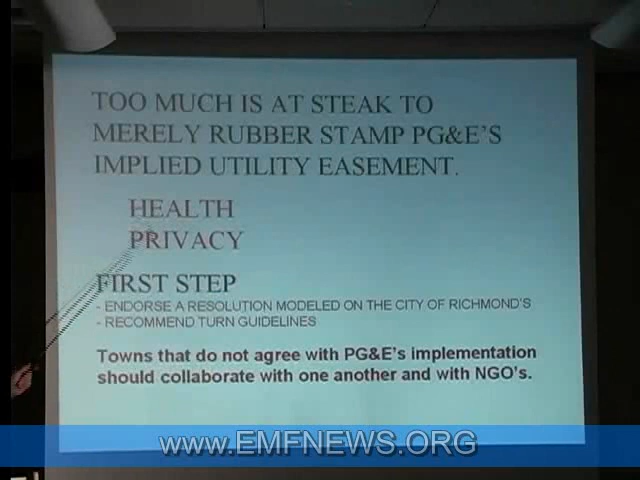 TOO MUCH IS AT STEAK TO
MERELY RUBBER STAMP PG&E'S
IMPLIED UTILITY EASEMENT.
HEALTH
PRIVACY
FIRST STEP
- ENDORSE A RESOLUTION MODELED ON THE CITY OF RICHMOND'S
- RECOMMEND TURN GUIDELINES
Towns that do not agree with PG&E's implementation
should collaborate with one another and with NGO's.
www.EMFNEWS.ORG